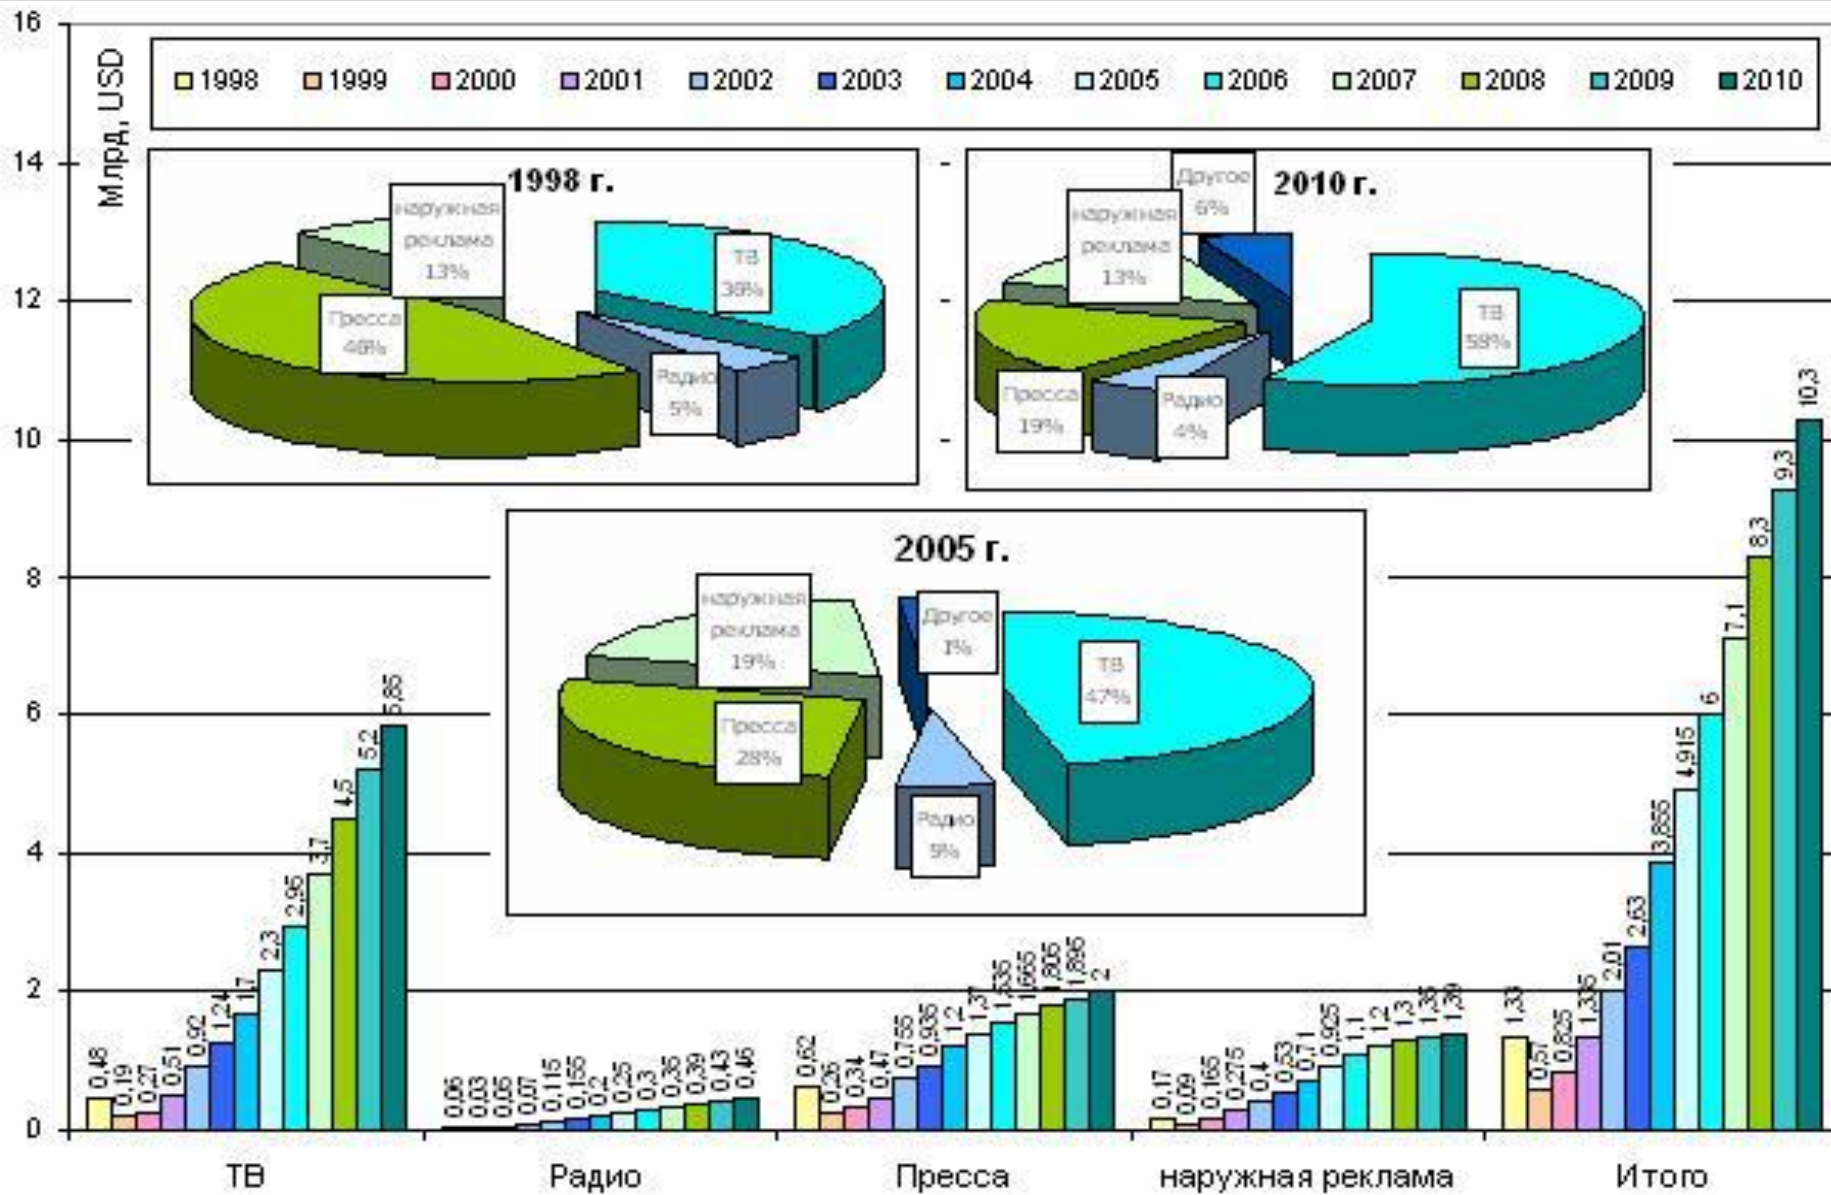 16
Млрд, USD
1998 1999 2000 2001 2002 2003 2004 2005 2006 2007 2008 2009 2010
14
12
10
8
6
4
2
0
1998 г.
наружная
реклама
13%
ТВ
36%
Пресса
46%
Радио
5%
2010 г.
Другое
6%
наружная
реклама
13%
ТВ
58%
Пресса
19%
Радио
4%
2005 г.
наружная
реклама
19%
Другое
1%
ТВ
47%
Пресса
28%
Радио
5%
0,48 0,19 0,27 0,51 0,92 1,24 1,7 2,3 2,95 3,7 4,5 5,2 5,85
0,06 0,03 0,05 0,07 0,115 0,155 0,2 0,25 0,3 0,35 0,39 0,43 0,46
0,62 0,26 0,34 0,47 0,755 0,935 1,2 1,37 1,535 1,665 1,805 1,895 2
0,17 0,09 0,165 0,275 0,4 0,53 0,71 0,925 1,1 1,2 1,3 1,35 1,39
1,33 0,57 0,825 1,335 2,01 2,63 3,855 4,915 6 7,1 8,3 9,3 10,3
ТВ Радио Пресса наружная реклама Итого